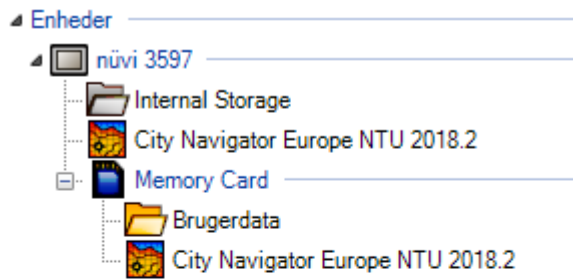 Enheder
nüvi 3597
Internal Storage
City Navigator Europe NTU 2018.2
Memory Card
Brugerdata
City Navigator Europe NTU 2018.2